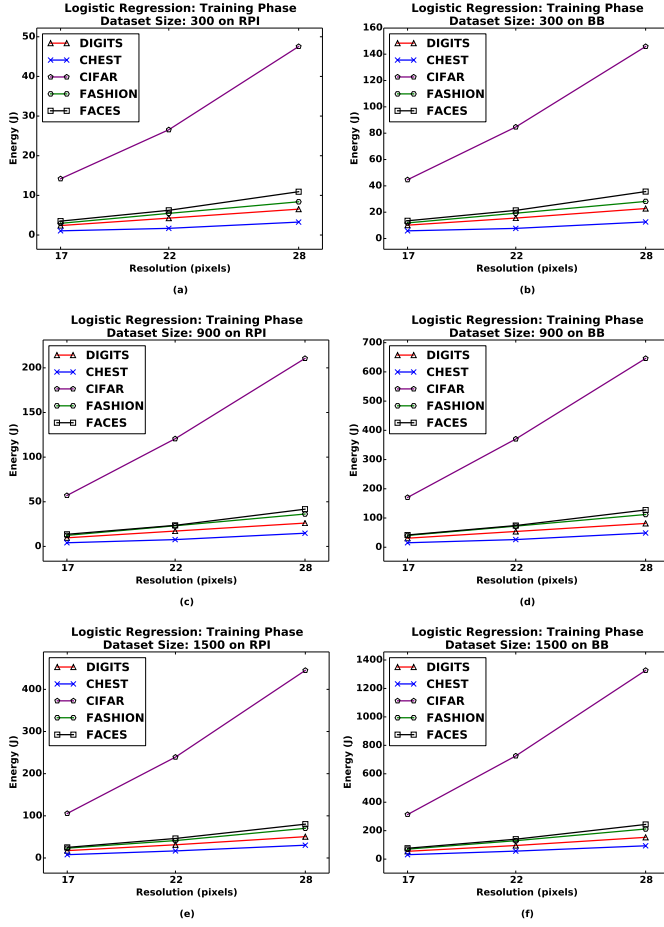 Logistic Regression: Training Phase
Dataset Size: 300 on RPI
DIGITS
CHEST
CIFAR
FASHION
FACES
Energy (J)
50
40
30
20
10
0
17
22
28
Resolution (pixels)
(a)
Logistic Regression: Training Phase
Dataset Size: 300 on BB
DIGITS
CHEST
CIFAR
FASHION
FACES
Energy (J)
160
140
120
100
80
60
40
20
0
17
22
28
Resolution (pixels)
(b)
Logistic Regression: Training Phase
Dataset Size: 900 on RPI
DIGITS
CHEST
CIFAR
FASHION
FACES
Energy (J)
200
150
100
50
0
17
22
28
Resolution (pixels)
(c)
Logistic Regression: Training Phase
Dataset Size: 900 on BB
DIGITS
CHEST
CIFAR
FASHION
FACES
Energy (J)
700
600
500
400
300
200
100
0
17
22
28
Resolution (pixels)
(d)
Logistic Regression: Training Phase
Dataset Size: 1500 on RPI
DIGITS
CHEST
CIFAR
FASHION
FACES
Energy (J)
400
300
200
100
0
17
22
28
Resolution (pixels)
(e)
Logistic Regression: Training Phase
Dataset Size: 1500 on BB
DIGITS
CHEST
CIFAR
FASHION
FACES
Energy (J)
1400
1200
1000
800
600
400
200
0
17
22
28
Resolution (pixels)
(f)